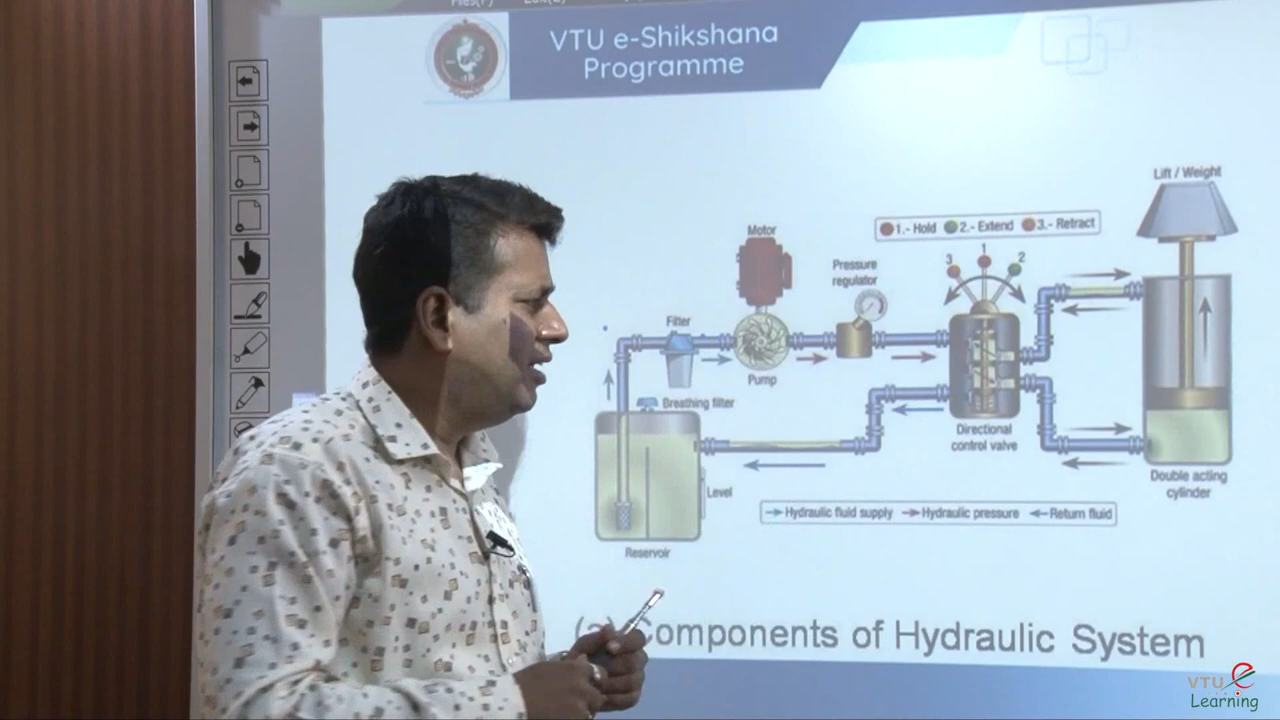 VTU e-Shikshana
Programme
Lift / Weight
Motor
1.- Hold 2.- Extend 3.- Retract
Pressure
regulator
3 1 2
Filter
Pump
Breathing filter
Directional
control valve
Level
Double acting
cylinder
Hydraulic fluid supply Hydraulic pressure Return fluid
Reservoir
Components of Hydraulic System
VTU e
Learning